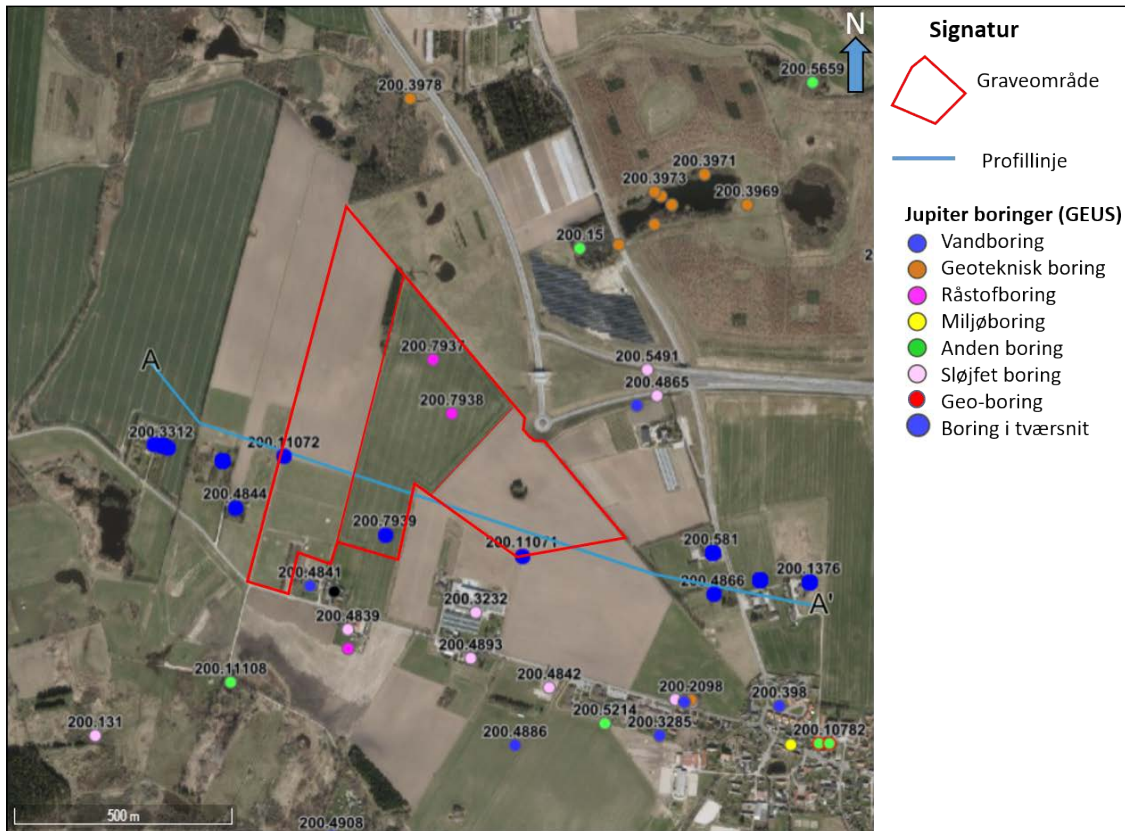 N
200.5659
200.3978
200.3971
200.3973
200.3969
200.15
2
200.7937
200.5491
200.4865
200.7938
A
200.3312
200.11072
200.4844
200.7939
200.11071
200.581
200.4841
200.4866
200.1376
A'
200.3232
200.4839
200.4893
200.11108
200.4842
200.2098
200.398
200.131
200.5214
200.3285
200.4886
200.10782
500 m
200.4908
Signatur
Graveområde
Profillinje
Jupiter boringer (GEUS)
Vandboring
Geoteknisk boring
Råstofboring
Miljøboring
Anden boring
Sløjfet boring
Geo-boring
Boring i tværsnit